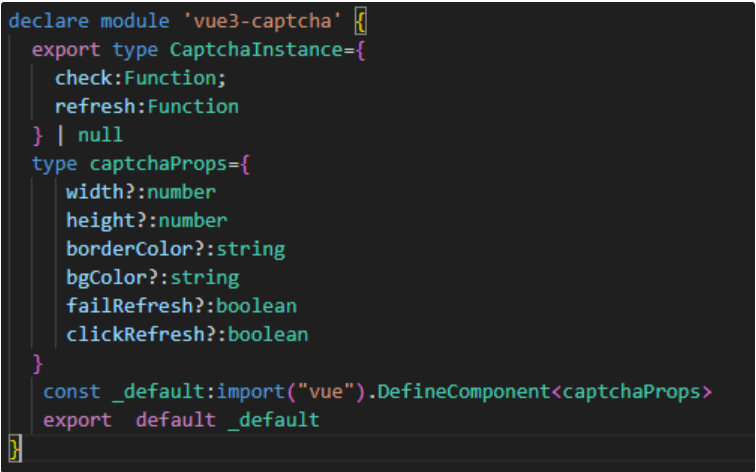 declare module 'vue3-captcha' {
  export type CaptchaInstance={
    check:Function;
    refresh:Function
  } | null
  type captchaProps={
     width?:number
     height?:number
     borderColor?:string
     bgColor?:string
     failRefresh?:boolean
     clickRefresh?:boolean
  }
   const _default:import("vue").DefineComponent<captchaProps>
   export  default _default
}